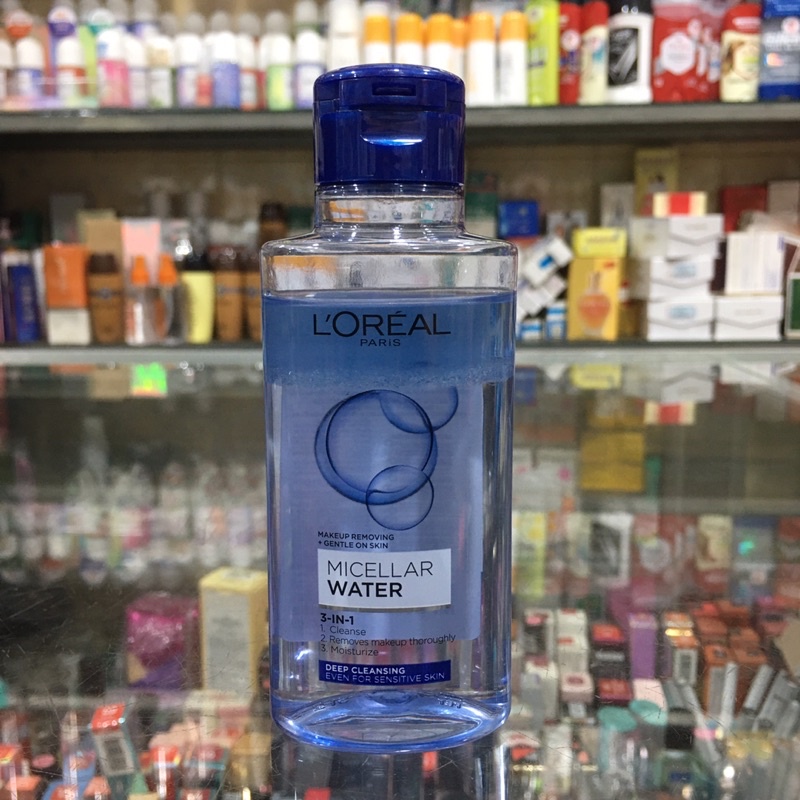 L'ORÉAL
PARIS
MAKEUP REMOVING
+ GENTLE ON SKIN
MICELLAR
WATER
3-IN-1
1. Cleanse
2. Removes makeup thoroughly
3. Moisturize
DEEP CLEANSING
EVEN FOR SENSITIVE SKIN